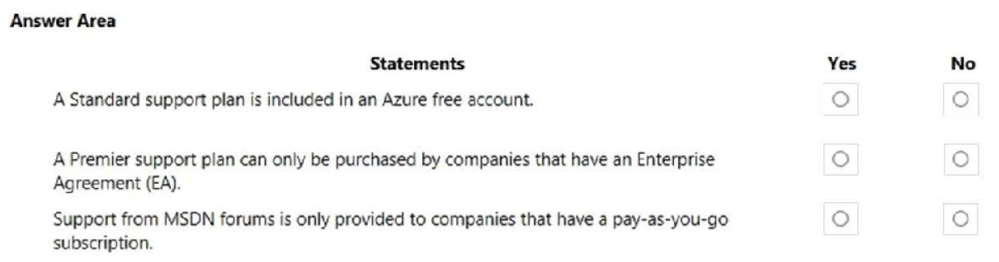 Answer Area
Statements Yes No
A Standard support plan is included in an Azure free account.
A Premier support plan can only be purchased by companies that have an Enterprise
Agreement (EA).
Support from MSDN forums is only provided to companies that have a pay-as-you-go
subscription.